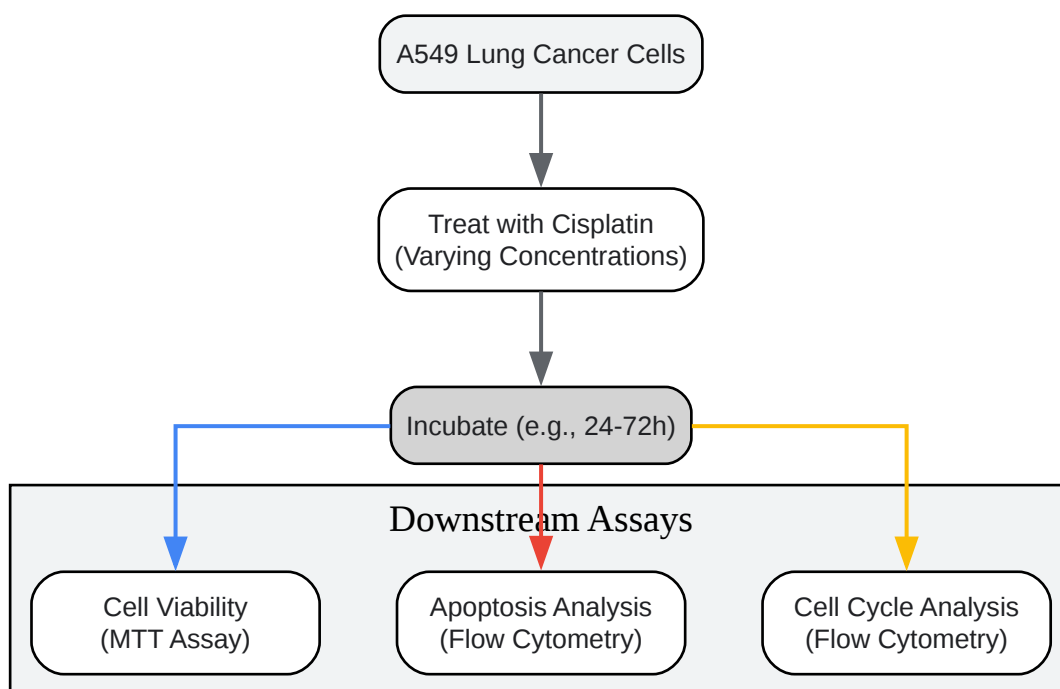 A549 Lung Cancer Cells
Treat with Cisplatin
(Varying Concentrations)
Incubate (e.g., 24-72h)
Downstream Assays
Cell Viability
(MTT Assay)
Apoptosis Analysis
(Flow Cytometry)
Cell Cycle Analysis
(Flow Cytometry)